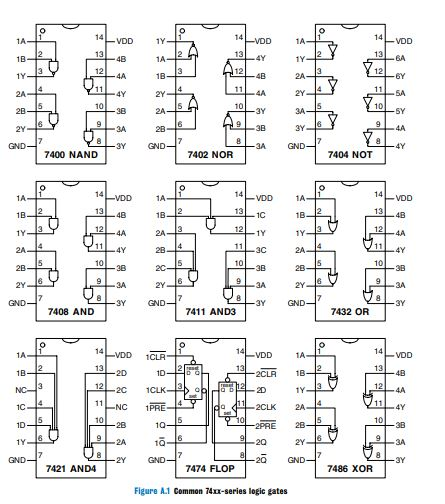 1A 1 14 VDD
1B 2 13 4B
1Y 3 12 4A
2A 4 11 4Y
2B 5 10 3B
2Y 6 9 3A
GND 7 8 3Y
7400 NAND
1Y 1 14 VDD
1A 2 13 4Y
1B 3 12 4B
2Y 4 11 4A
2A 5 10 3Y
2B 6 9 3B
GND 7 8 3A
7402 NOR
1A 1 14 VDD
1Y 2 13 6A
2A 3 12 6Y
2Y 4 11 5A
3A 5 10 5Y
3Y 6 9 4A
GND 7 8 4Y
7404 NOT
1A 1 14 VDD
1B 2 13 4B
1Y 3 12 4A
2A 4 11 4Y
2B 5 10 3B
2Y 6 9 3A
GND 7 8 3Y
7408 AND
1A 1 14 VDD
1B 2 13 1C
2A 3 12 1Y
2B 4 11 3C
2C 5 10 3B
2Y 6 9 3A
GND 7 8 3Y
7411 AND3
1A 1 14 VDD
1B 2 13 4B
1Y 3 12 4A
2A 4 11 4Y
2B 5 10 3B
2Y 6 9 3A
GND 7 8 3Y
7432 OR
1A 1 14 VDD
1B 2 13 2D
NC 3 12 2C
1C 4 11 NC
1D 5 10 2B
1Y 6 9 2A
GND 7 8 2Y
7421 AND4
1CLR 1 14 VDD
reset
1D 2 D Q 13 2CLR
reset
1CLK 3 Q 12 2D
Q D
1PRE 4 set 11 2CLK
Q
1Q 5 set 10 2PRE
1Q 6 9 2Q
GND 7 8 2Q
7474 FLOP
1A 1 14 VDD
1B 2 13 4B
1Y 3 12 4A
2A 4 11 4Y
2B 5 10 3B
2Y 6 9 3A
GND 7 8 3Y
7486 XOR
Figure A.1 Common 74xx-series logic gates